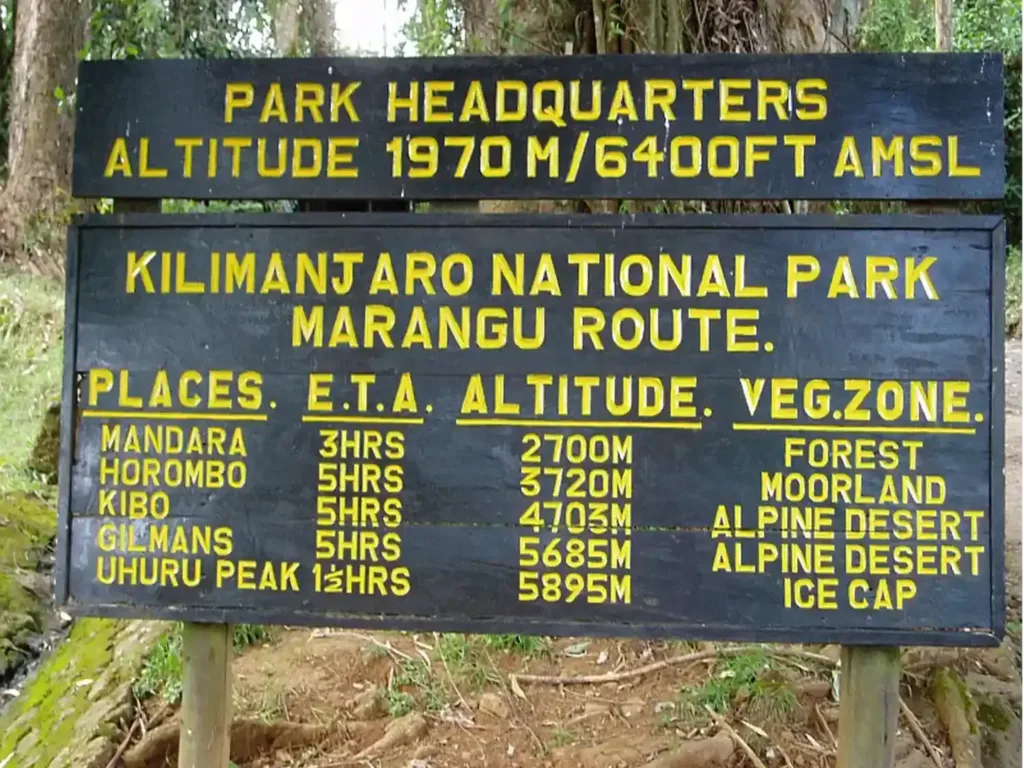 PARK HEADQUARTERS
ALTITUDE 1970M/6400FT AMSL
KILIMANJARO NATIONAL PARK
MARANGU ROUTE.
PLACES. E.T.A. ALTITUDE. VEG.ZONE.
MANDARA 3HRS 2700M FOREST
HOROMBO 5HRS 3720M MOORLAND
KIBO 5HRS 4703M ALPINE DESERT
GILMANS 5HRS 5685M ALPINE DESERT
UHURU PEAK 1½HRS 5895M ICE CAP